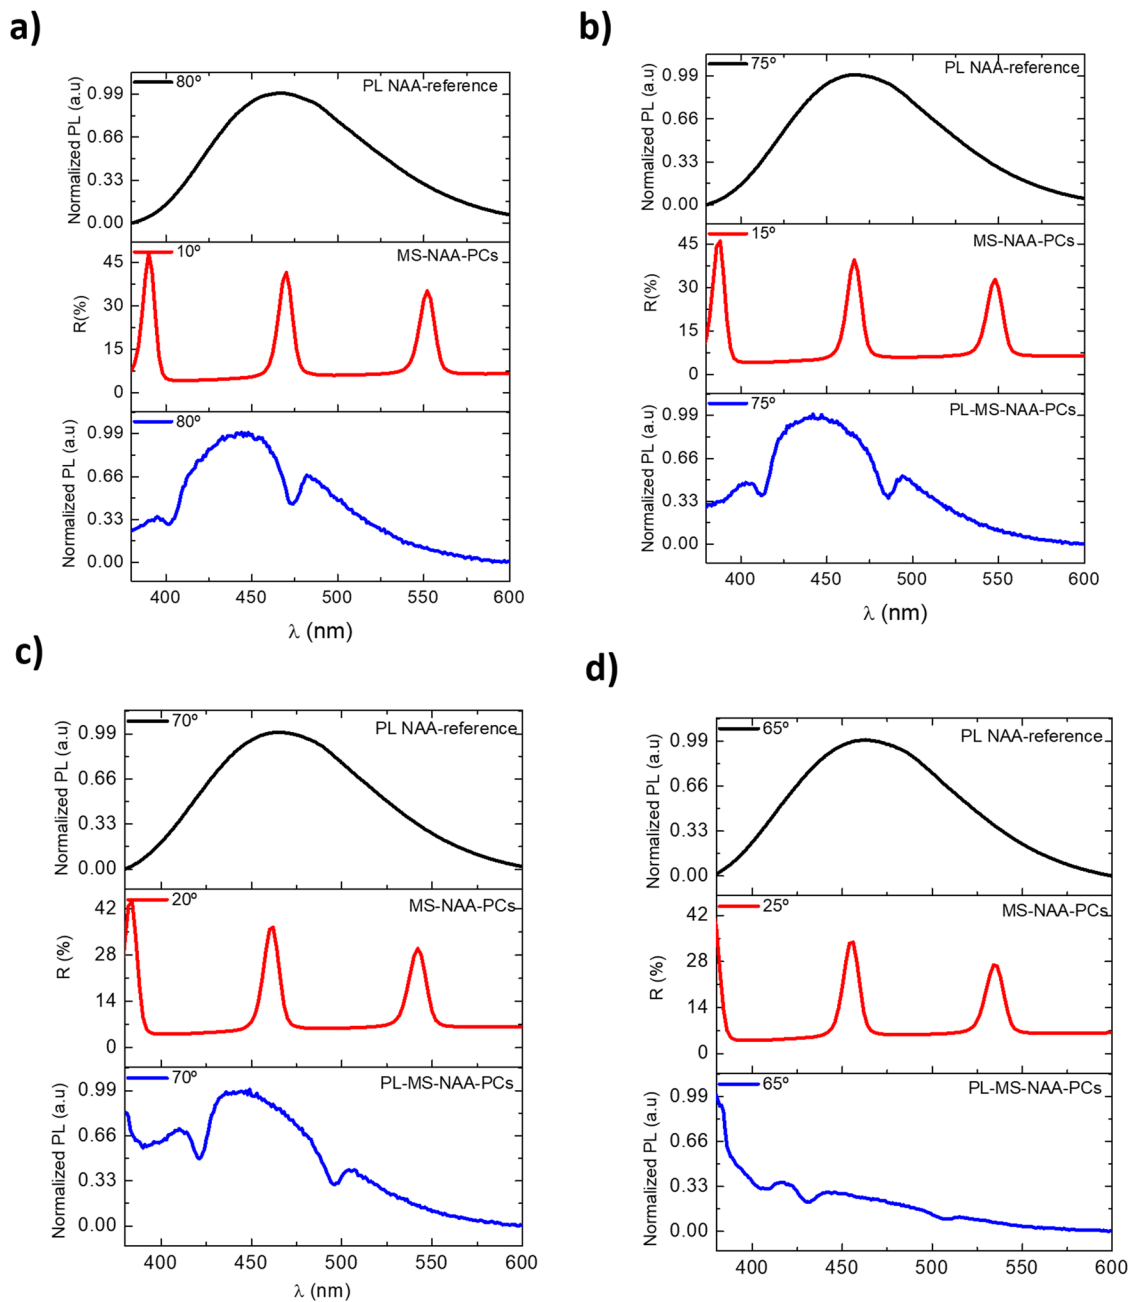 a)
80º PL NAA-reference
Normalized PL (a.u)
0.99
0.66
0.33
0.00
10º MS-NAA-PCs
R(%)
45
30
15
0
80º
Normalized PL (a.u)
0.99
0.66
0.33
0.00
400 450 500 550 600
λ (nm)
b)
75º PL NAA-reference
Normalized PL (a.u)
0.99
0.66
0.33
0.00
15º MS-NAA-PCs
R(%)
45
30
15
0
75º PL-MS-NAA-PCs
Normalized PL (a.u)
0.99
0.66
0.33
0.00
400 450 500 550 600
c)
70º PL NAA-reference
Normalized PL (a.u)
0.99
0.66
0.33
0.00
20º MS-NAA-PCs
R (%)
42
28
14
0
70º PL-MS-NAA-PCs
Normalized PL (a.u)
0.99
0.66
0.33
0.00
400 450 500 550 600
λ (nm)
d)
65º PL NAA-reference
Normalized PL (a.u)
0.99
0.66
0.33
0.00
25º MS-NAA-PCs
R (%)
42
28
14
0
65º PL-MS-NAA-PCs
Normalized PL (a.u)
0.99
0.66
0.33
0.00
400 450 500 550 600